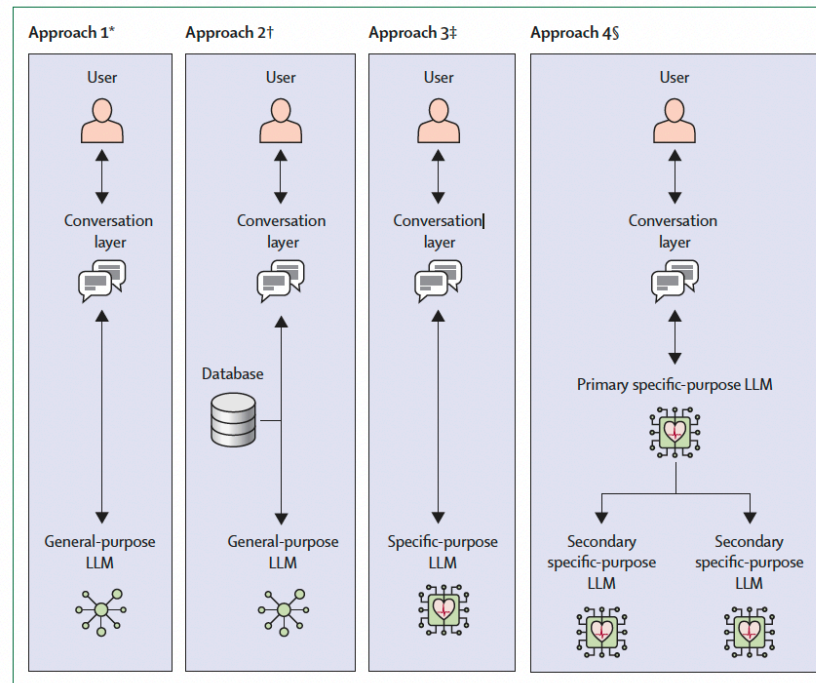 Approach 1*
User
Conversation
layer
General-purpose
LLM
Approach 2†
User
Conversation
layer
Database
General-purpose
LLM
Approach 3‡
User
Conversation|
layer
Specific-purpose
LLM
Approach 4§
User
Conversation
layer
Primary specific-purpose LLM
Secondary
specific-purpose
LLM
Secondary
specific-purpose
LLM